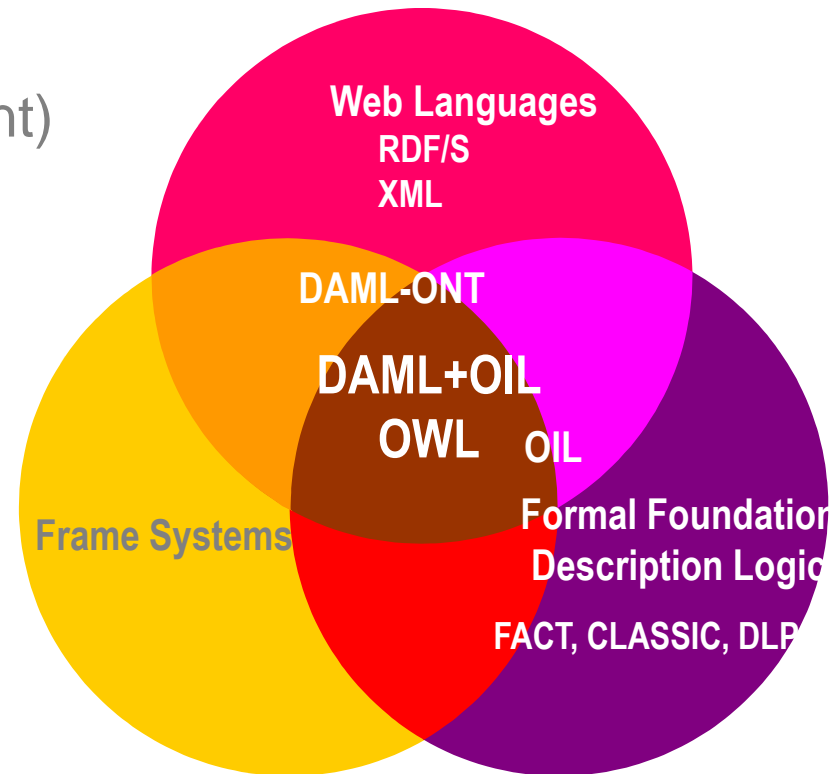 nt)
Web Languages
RDF/S
XML
DAML-ONT
DAML+OIL
OWL
OIL
Frame Systems
Formal Foundation
Description Logic
FACT, CLASSIC, DLP